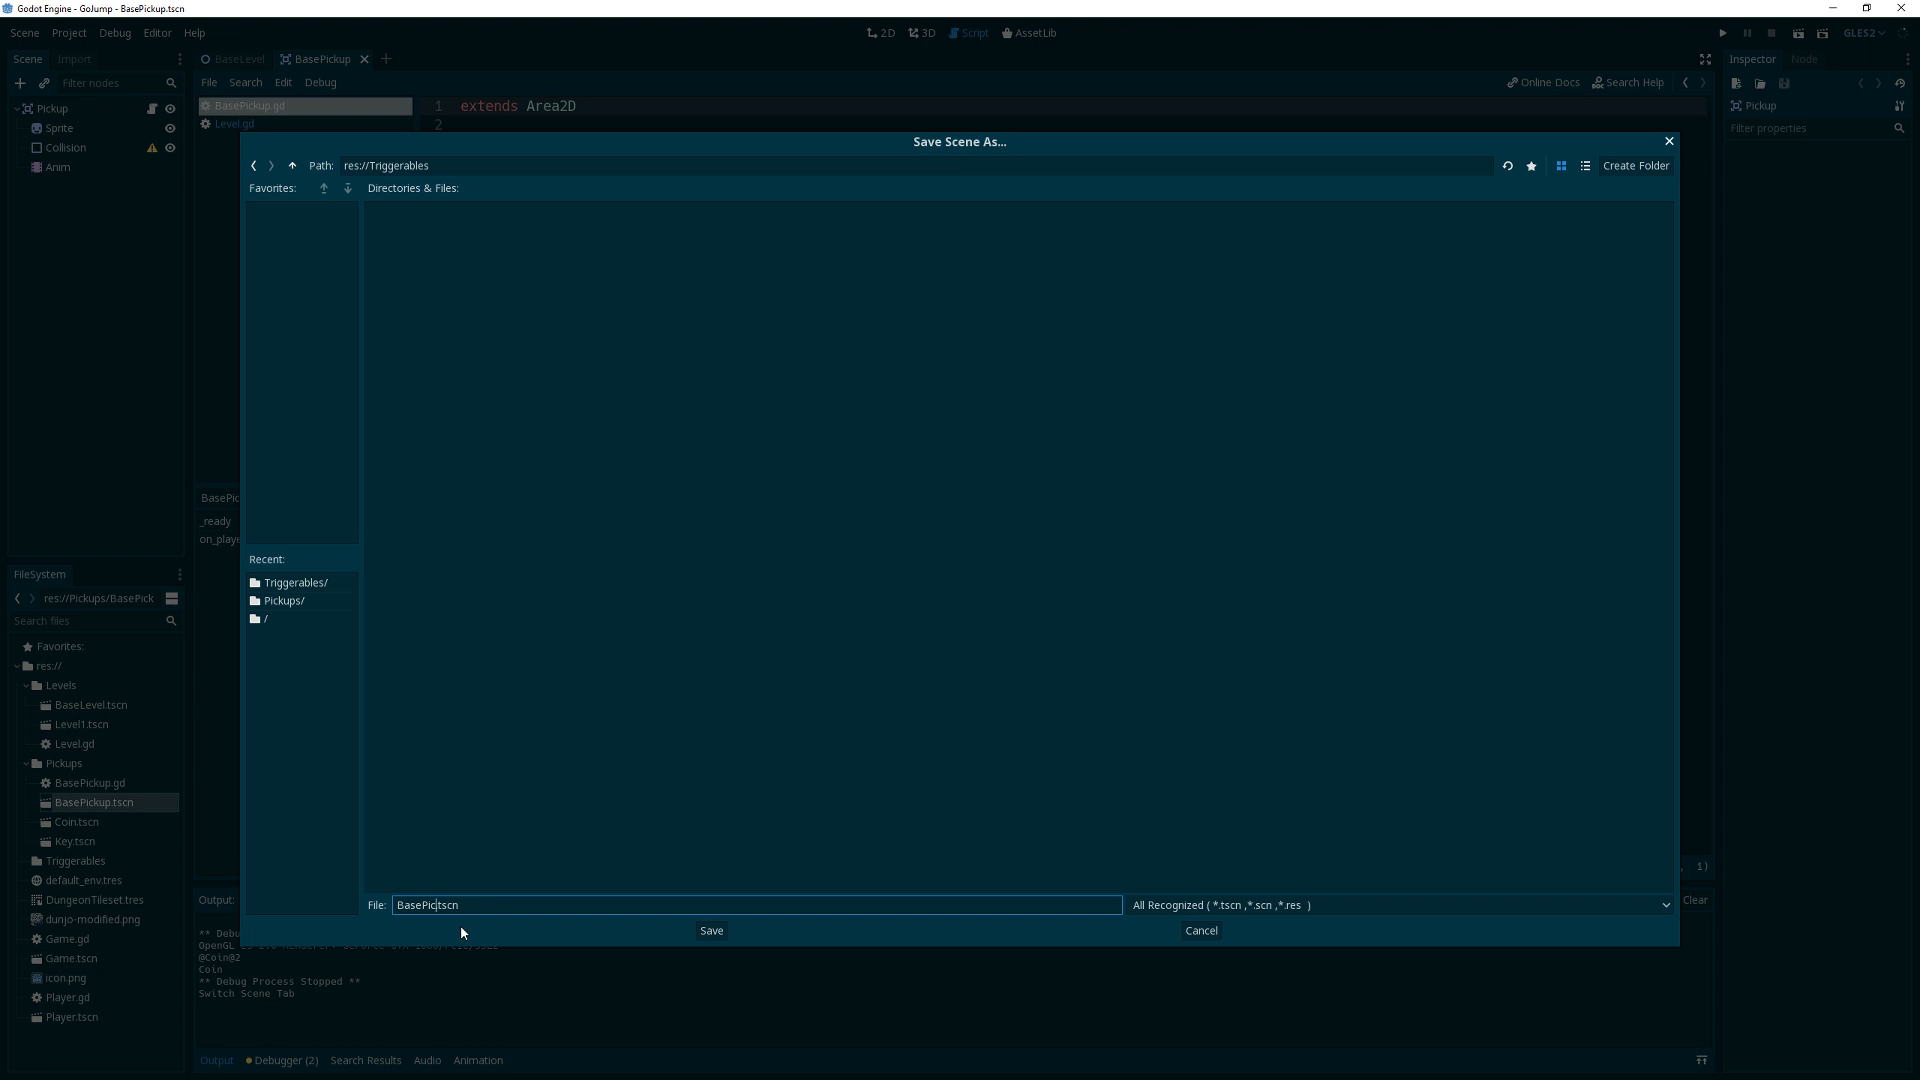 Godot Engine - GoJump - BasePickup.tscn
Scene Project Debug Editor Help
2D 3D Script AssetLib
GLES2
Scene Import
BaseLevel BasePickup
Inspector Node
Filter nodes
File Search Edit Debug
Online Docs Search Help
Pickup
BasePickup.gd
1 extends Area2D
Pickup
Level.gd
2
Sprite
Filter properties
Save Scene As...
Collision
Path: res://Triggerables
Create Folder
Anim
Favorites:
Directories & Files:
BasePic
_ready
on_playe
Recent:
FileSystem
Triggerables/
res://Pickups/BasePick
Pickups/
Search files
/
Favorites:
res://
Levels
BaseLevel.tscn
Level1.tscn
Level.gd
Pickups
BasePickup.gd
BasePickup.tscn
Coin.tscn
Key.tscn
Triggerables
, 1)
default_env.tres
DungeonTileset.tres
Output:
File: BasePic.tscn
All Recognized ( *.tscn ,*.scn ,*.res )
Clear
dunjo-modified.png
Save
Cancel
Game.gd
** Debu
Game.tscn
@Coin@2
Coin
icon.png
** Debug Process Stopped **
Switch Scene Tab
Player.gd
Player.tscn
Output Debugger (2) Search Results Audio Animation